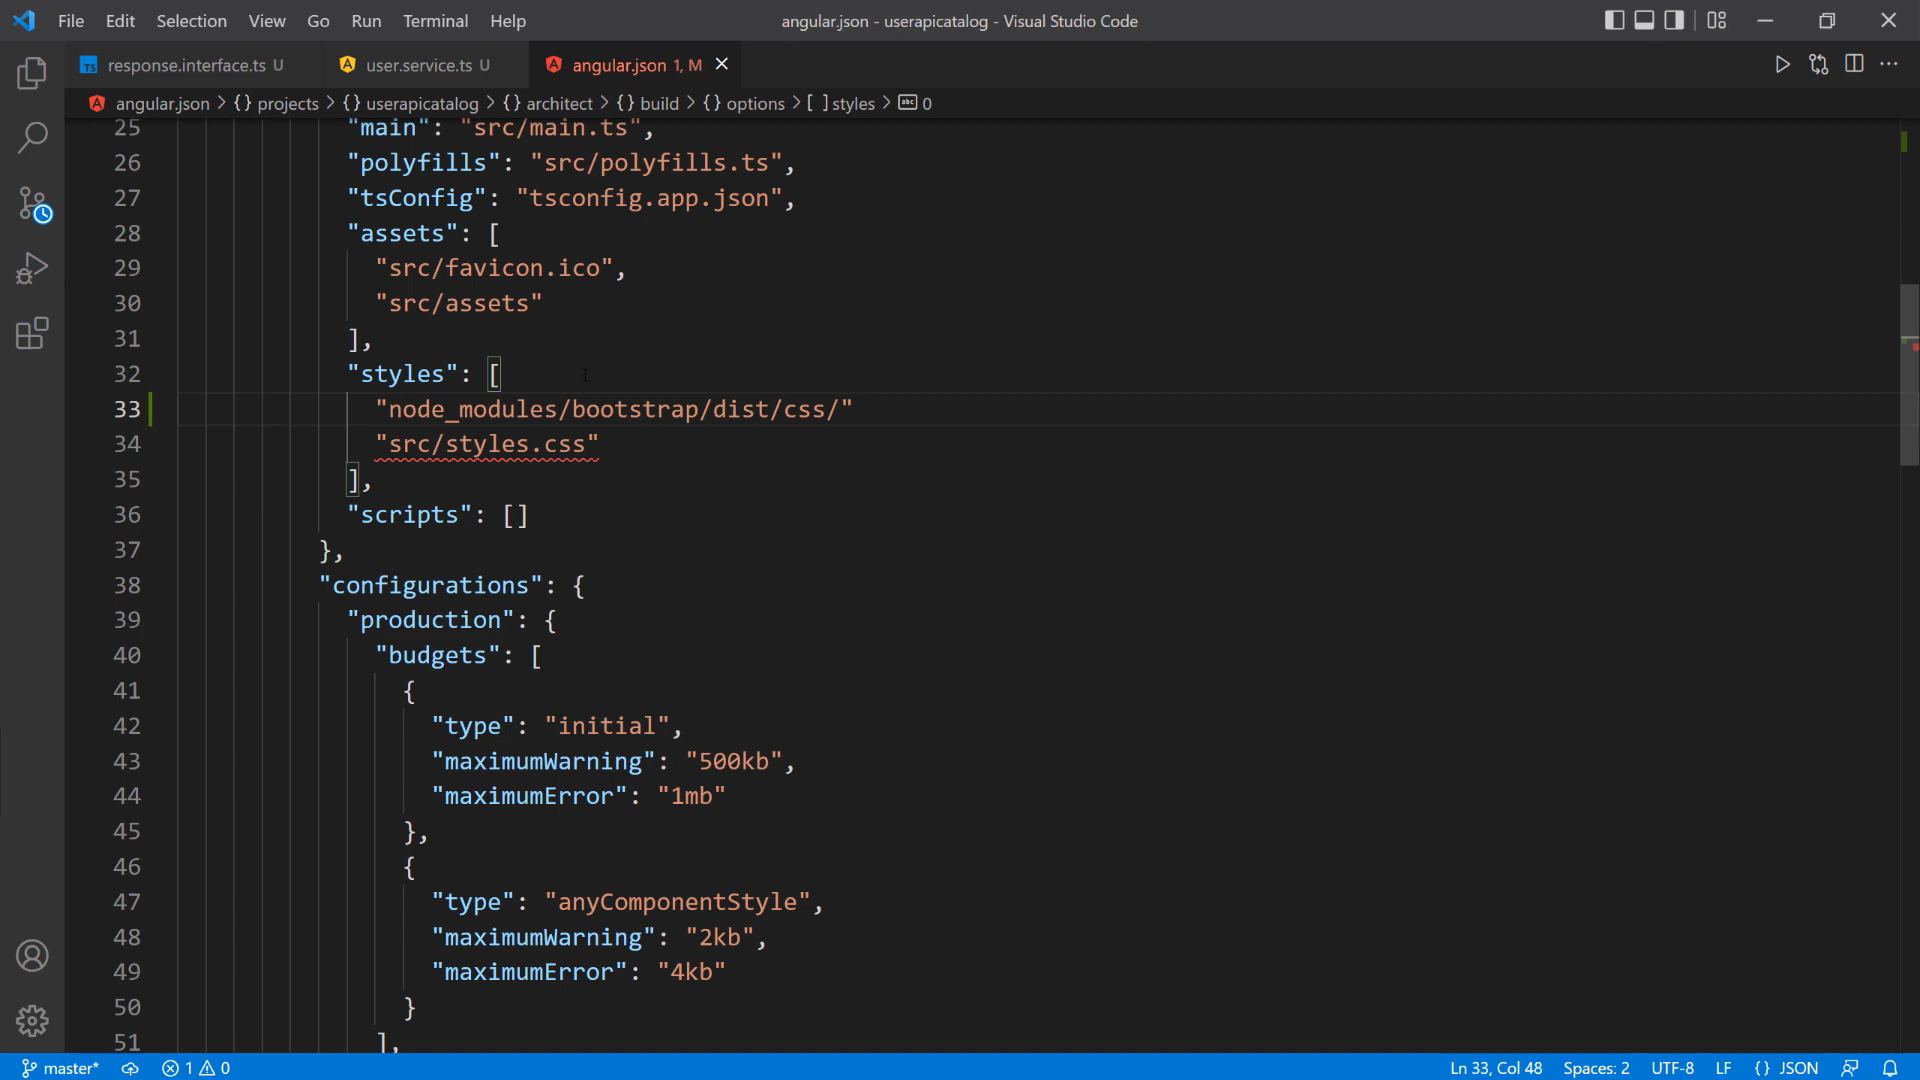 File Edit Selection View Go Run Terminal Help angular.json - userapicatalog - Visual Studio Code
TS response.interface.ts U user.service.ts U angular.json 1, M
angular.json > {} projects > {} userapicatalog > {} architect > {} build > {} options > [ ] styles > abc 0
25 "main": "src/main.ts",
26 "polyfills": "src/polyfills.ts",
27 "tsConfig": "tsconfig.app.json",
28 "assets": [
29 "src/favicon.ico",
30 "src/assets"
31 ],
32 "styles": [
33 "node_modules/bootstrap/dist/css/"
34 "src/styles.css"
35 ],
36 "scripts": []
37 },
38 "configurations": {
39 "production": {
40 "budgets": [
41 {
42 "type": "initial",
43 "maximumWarning": "500kb",
44 "maximumError": "1mb"
45 },
46 {
47 "type": "anyComponentStyle",
48 "maximumWarning": "2kb",
49 "maximumError": "4kb"
50 }
51 ],
master* 1 0 Ln 33, Col 48 Spaces: 2 UTF-8 LF {} JSON